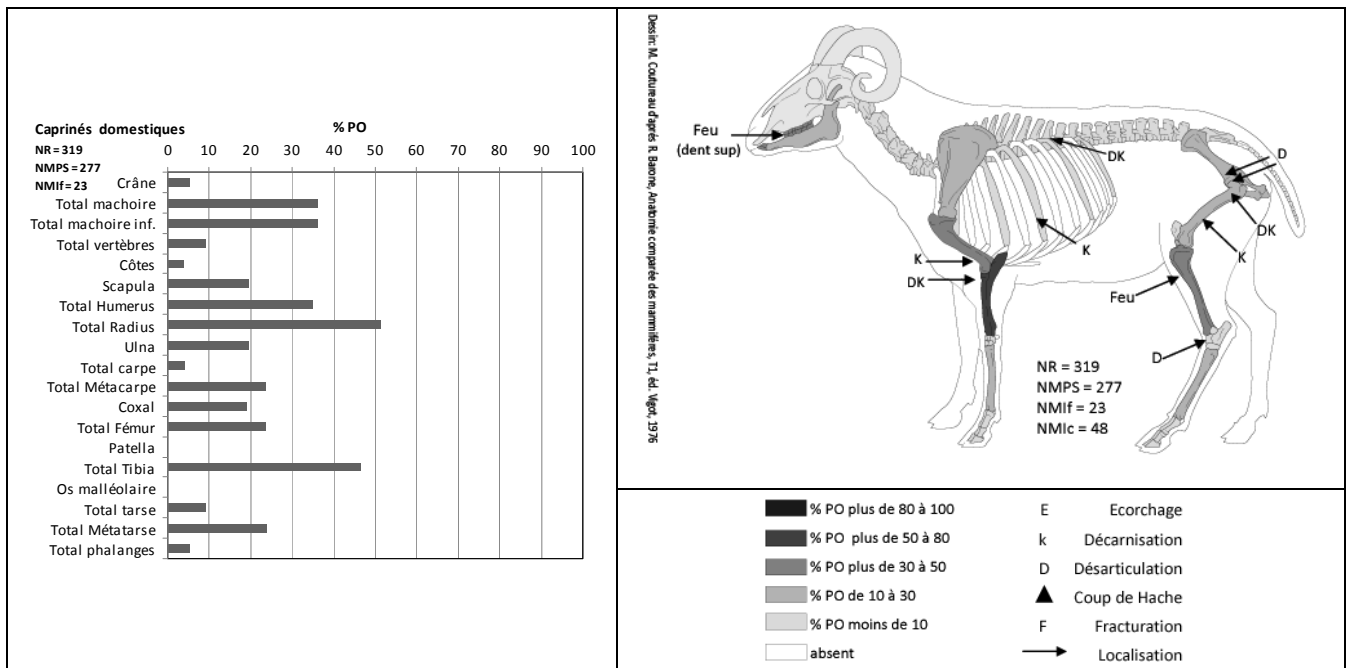 Caprinés domestiques
% PO
NR = 319
NMPS = 277
NMIf = 23
0 10 20 30 40 50 60 70 80 90 100
Crâne
Total machoire
Total machoire inf.
Total vertèbres
Côtes
Scapula
Total Humerus
Total Radius
Ulna
Total carpe
Total Métacarpe
Coxal
Total Fémur
Patella
Total Tibia
Os malléolaire
Total tarse
Total Métatarse
Total phalanges
Dessin: M. Coutureau d'après R. Barone, Anatomie comparée des mammifères, T1, éd. Vigot, 1976
Feu
(dent sup)
DK
D
K
DK
K
K
DK
Feu
D
NR = 319
NMPS = 277
NMIf = 23
NMIc = 48
% PO plus de 80 à 100
% PO plus de 50 à 80
% PO plus de 30 à 50
% PO de 10 à 30
% PO moins de 10
absent
E Ecorchage
k Décarnisation
D Désarticulation
Coup de Hache
F Fracturation
Localisation